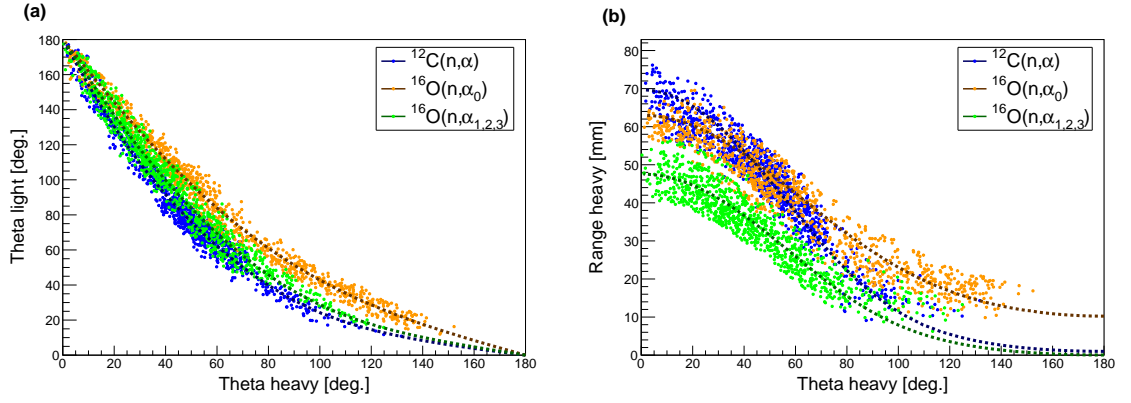 (a)
180
160
140
120
100
80
60
40
20
0
Theta light [deg.]
¹²C(n,α)
¹⁶O(n,α₀)
¹⁶O(n,α₁,₂,₃)
0 20 40 60 80 100 120 140 160 180
Theta heavy [deg.]
(b)
80
70
60
50
40
30
20
10
0
Range heavy [mm]
¹²C(n,α)
¹⁶O(n,α₀)
¹⁶O(n,α₁,₂,₃)
0 20 40 60 80 100 120 140 160 180
Theta heavy [deg.]